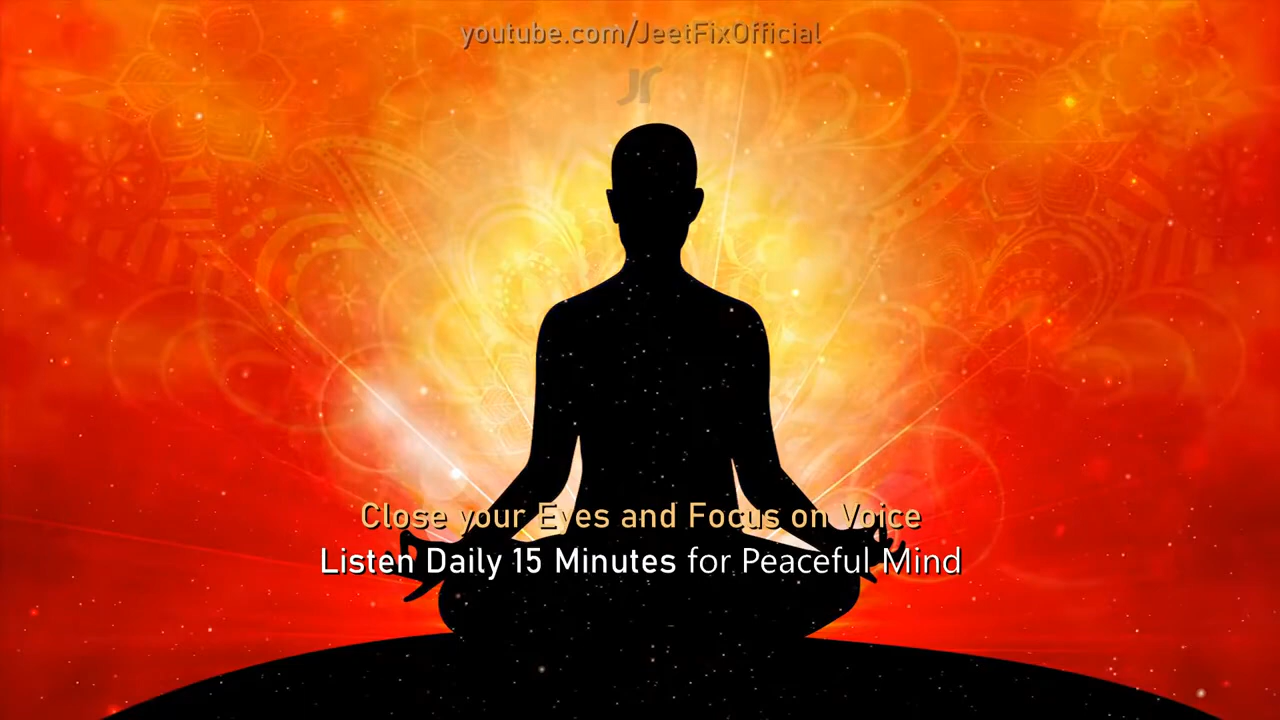 youtube.com/JeetFixOfficial
Close your Eyes and Focus on Voice
Listen Daily 15 Minutes for Peaceful Mind